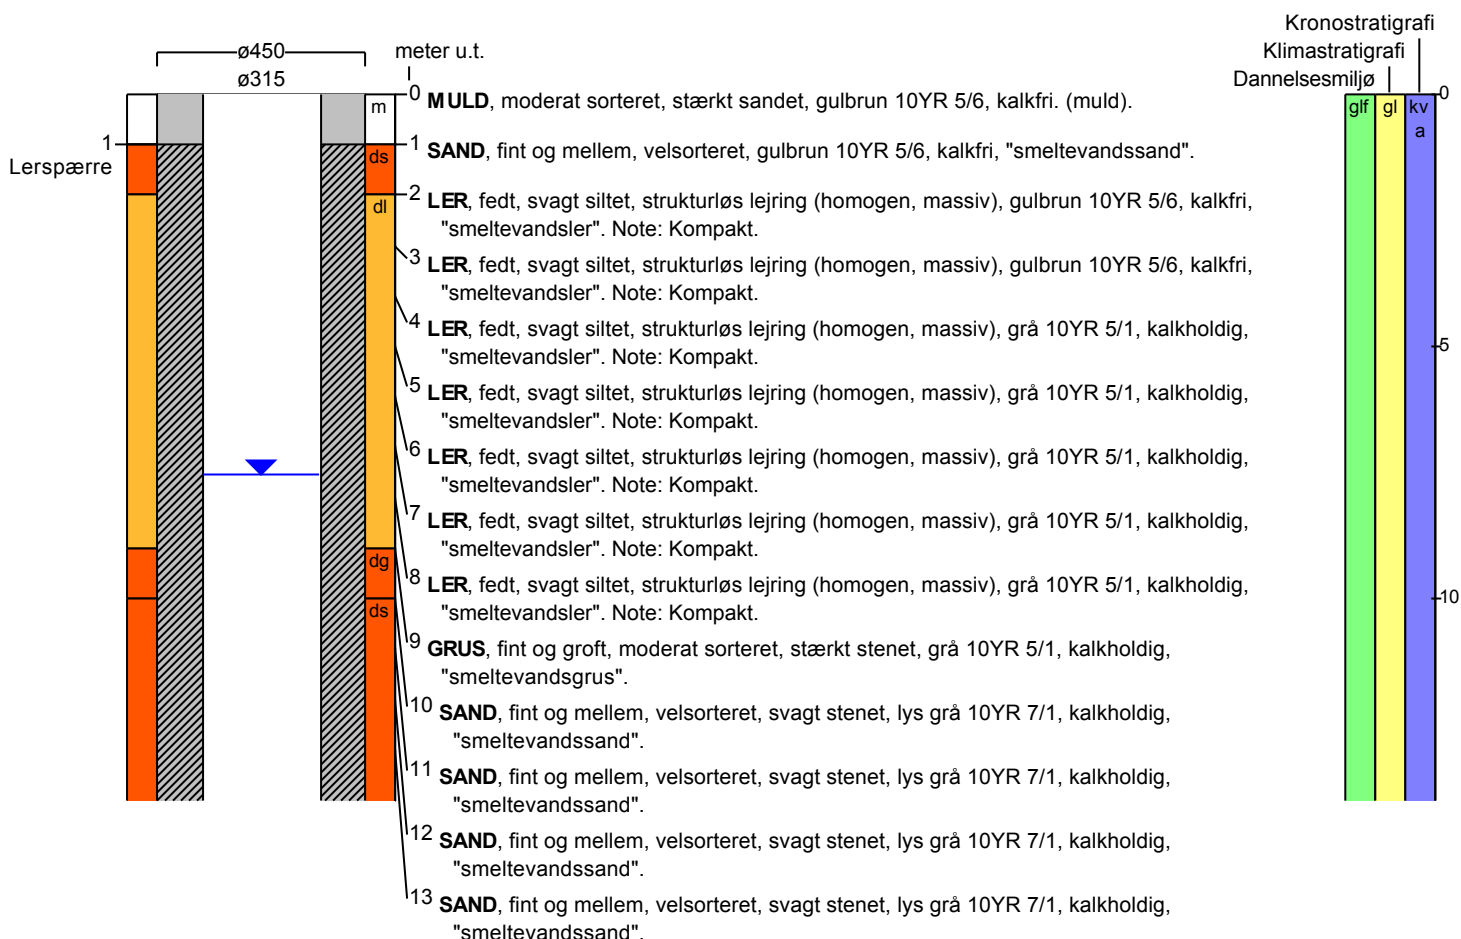 Kronostratigrafi
Klimastratigrafi
Dannelsesmiljø
ø450
ø315
meter u.t.
0 MULD, moderat sorteret, stærkt sandet, gulbrun 10YR 5/6, kalkfri. (muld).
m
glf gl kv
a
0
1
Lerspærre
1 SAND, fint og mellem, velsorteret, gulbrun 10YR 5/6, kalkfri, "smeltevandssand".
ds
2 LER, fedt, svagt siltet, strukturløs lejring (homogen, massiv), gulbrun 10YR 5/6, kalkfri,
"smeltevandsler". Note: Kompakt.
dl
3 LER, fedt, svagt siltet, strukturløs lejring (homogen, massiv), gulbrun 10YR 5/6, kalkfri,
"smeltevandsler". Note: Kompakt.
4 LER, fedt, svagt siltet, strukturløs lejring (homogen, massiv), grå 10YR 5/1, kalkholdig,
"smeltevandsler". Note: Kompakt.
5
5 LER, fedt, svagt siltet, strukturløs lejring (homogen, massiv), grå 10YR 5/1, kalkholdig,
"smeltevandsler". Note: Kompakt.
6 LER, fedt, svagt siltet, strukturløs lejring (homogen, massiv), grå 10YR 5/1, kalkholdig,
"smeltevandsler". Note: Kompakt.
7 LER, fedt, svagt siltet, strukturløs lejring (homogen, massiv), grå 10YR 5/1, kalkholdig,
"smeltevandsler". Note: Kompakt.
dg
8 LER, fedt, svagt siltet, strukturløs lejring (homogen, massiv), grå 10YR 5/1, kalkholdig,
"smeltevandsler". Note: Kompakt.
ds
10
9 GRUS, fint og groft, moderat sorteret, stærkt stenet, grå 10YR 5/1, kalkholdig,
"smeltevandsgrus".
10 SAND, fint og mellem, velsorteret, svagt stenet, lys grå 10YR 7/1, kalkholdig,
"smeltevandssand".
11 SAND, fint og mellem, velsorteret, svagt stenet, lys grå 10YR 7/1, kalkholdig,
"smeltevandssand".
12 SAND, fint og mellem, velsorteret, svagt stenet, lys grå 10YR 7/1, kalkholdig,
"smeltevandssand".
13 SAND, fint og mellem, velsorteret, svagt stenet, lys grå 10YR 7/1, kalkholdig,
"smeltevandssand".